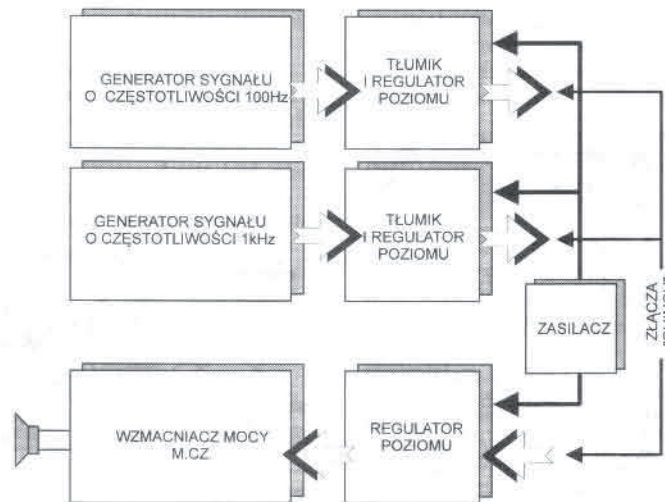 GENERATOR SYGNAŁU
O CZĘSTOTLIWOŚCI 100Hz
TŁUMIK
I REGULATOR
POZIOMU
GENERATOR SYGNAŁU
O CZĘSTOTLIWOŚCI 1kHz
TŁUMIK
I REGULATOR
POZIOMU
ZASILACZ
ZŁĄCZA
WZMACNIACZ MOCY
M.CZ.
REGULATOR
POZIOMU